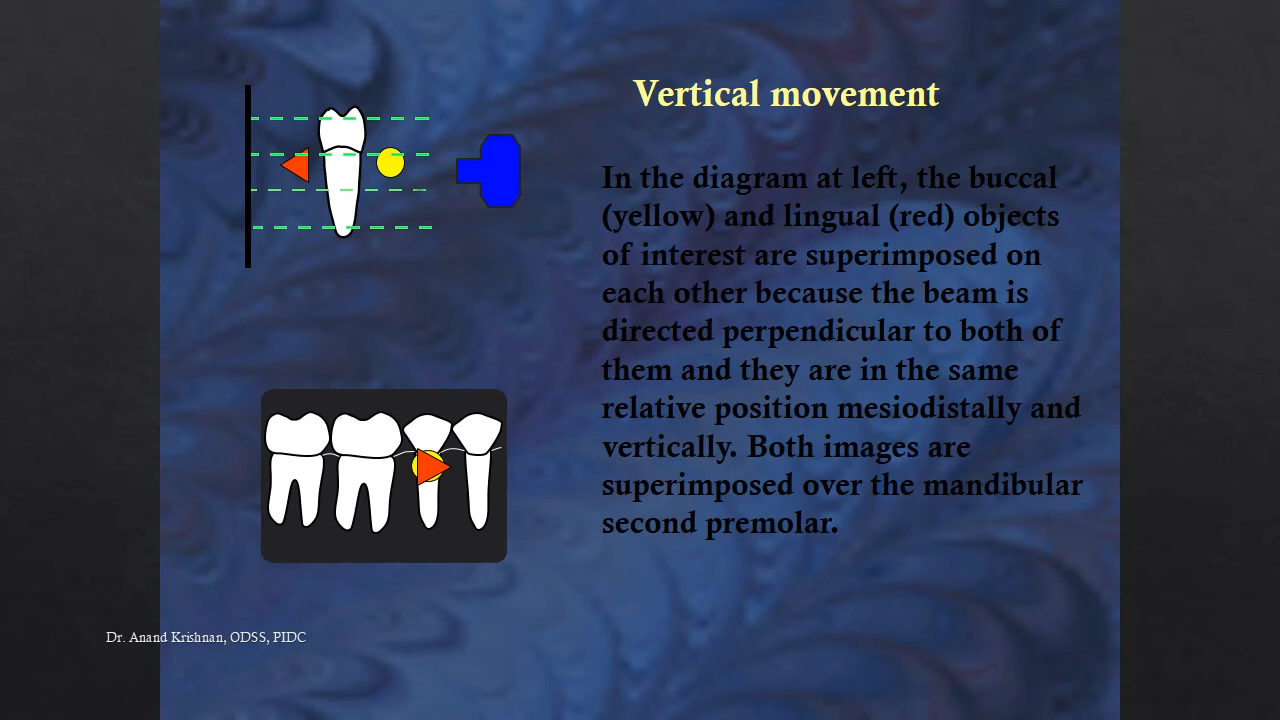 Vertical movement
In the diagram at left, the buccal
(yellow) and lingual (red) objects
of interest are superimposed on
each other because the beam is
directed perpendicular to both of
them and they are in the same
relative position mesiodistally and
vertically. Both images are
superimposed over the mandibular
second premolar.
Dr. Anand Krishnan, ODSS, PIDC